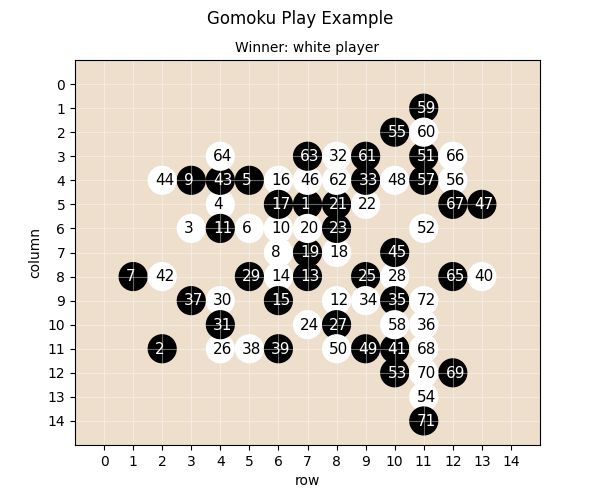 Gomoku Play Example
Winner: white player
0
1 59
2 55 60
3 64 63 32 61 51 66
4 44 9 43 5 16 46 62 33 48 57 56
5 4 17 1 21 22 67 47
6 3 11 6 10 20 23 52
7 8 19 18 45
8 7 42 29 14 13 25 28 65 40
9 37 30 15 12 34 35 72
10 31 24 27 58 36
11 2 26 38 39 50 49 41 68
12 53 70 69
13 54
14 71
0 1 2 3 4 5 6 7 8 9 10 11 12 13 14
column
row